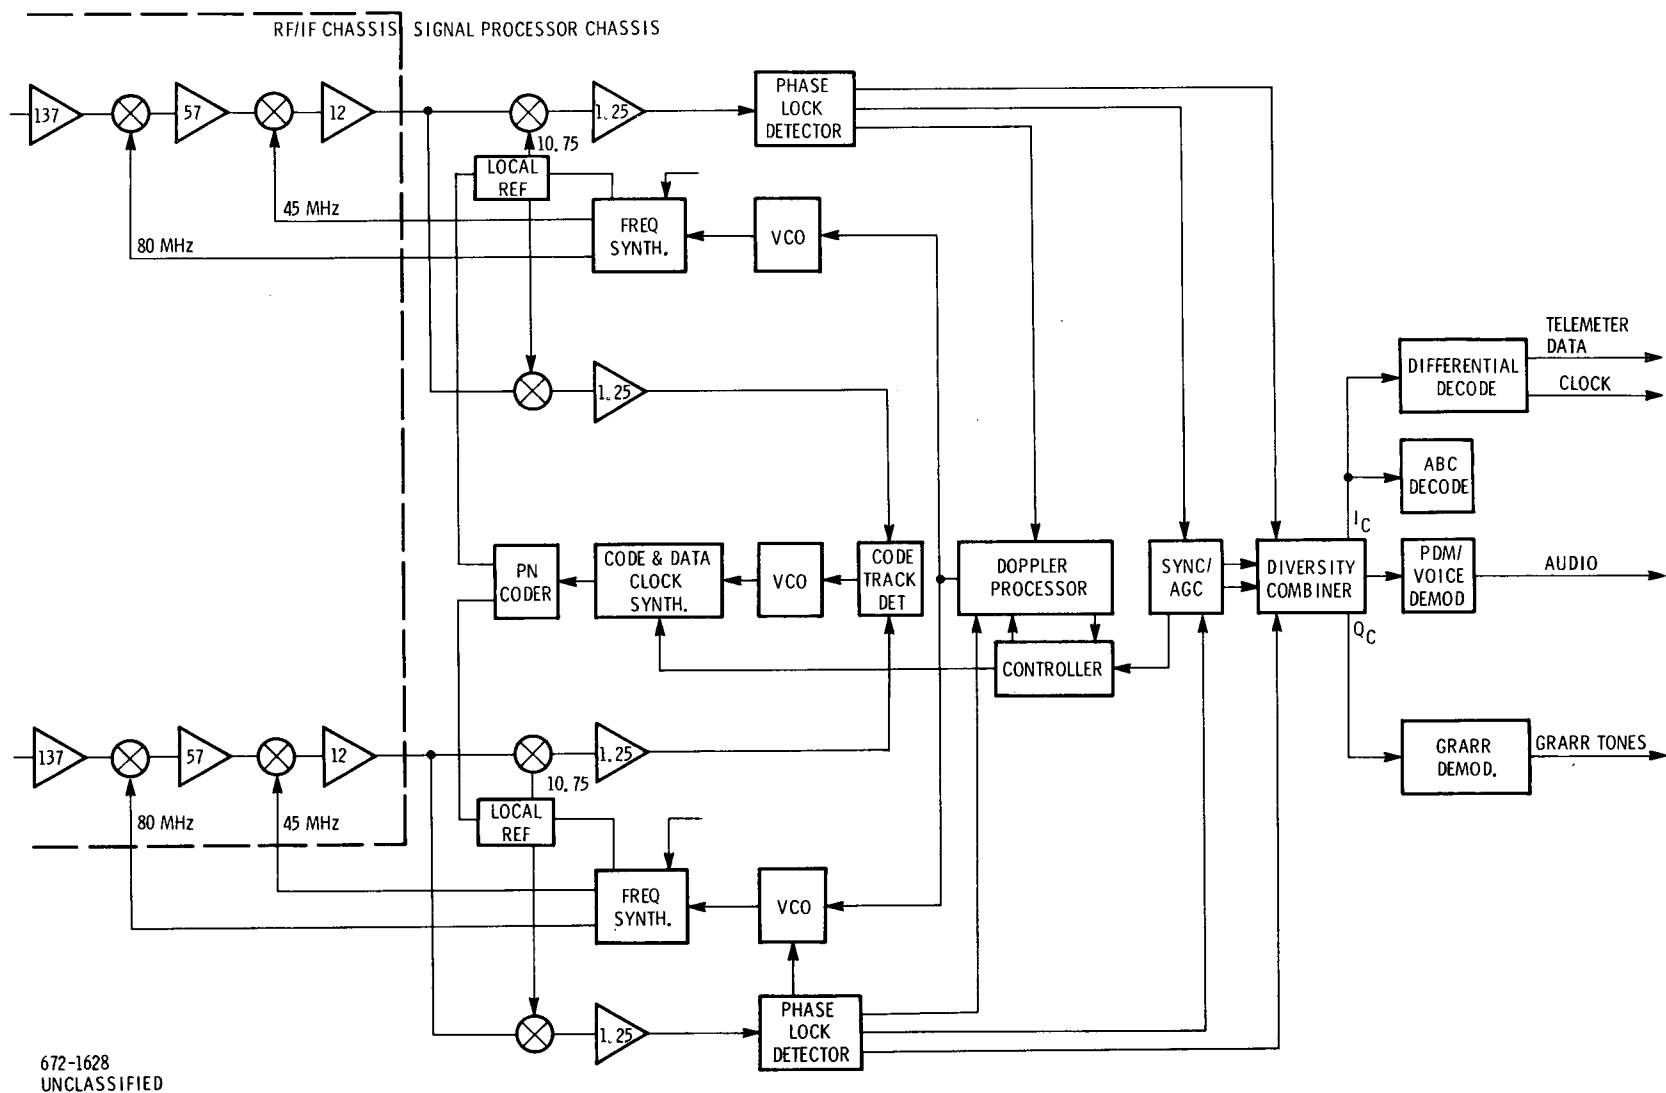 RF/IF CHASSIS
SIGNAL PROCESSOR CHASSIS
137
57
12
1.25
PHASE
LOCK
DETECTOR
10.75
LOCAL
REF
45 MHz
80 MHz
FREQ
SYNTH.
VCO
1.25
TELEMETER
DATA
CLOCK
DIFFERENTIAL
DECODE
ABC
DECODE
IC
PN
CODER
CODE & DATA
CLOCK
SYNTH.
VCO
CODE
TRACK
DET
DOPPLER
PROCESSOR
SYNC/
AGC
DIVERSITY
COMBINER
PDM/
VOICE
DEMOD
AUDIO
QC
CONTROLLER
137
57
12
1.25
10.75
LOCAL
REF
80 MHz
45 MHz
GRARR
DEMOD.
GRARR TONES
FREQ
SYNTH.
VCO
1.25
PHASE
LOCK
DETECTOR
672-1628
UNCLASSIFIED